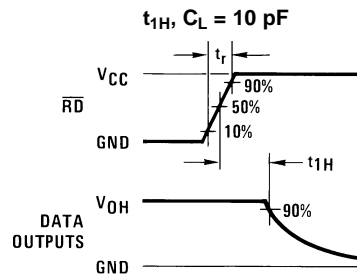 t1H, CL = 10 pF
tr
VCC
90%
RD
50%
10%
GND
t1H
VOH
90%
DATA
OUTPUTS
GND